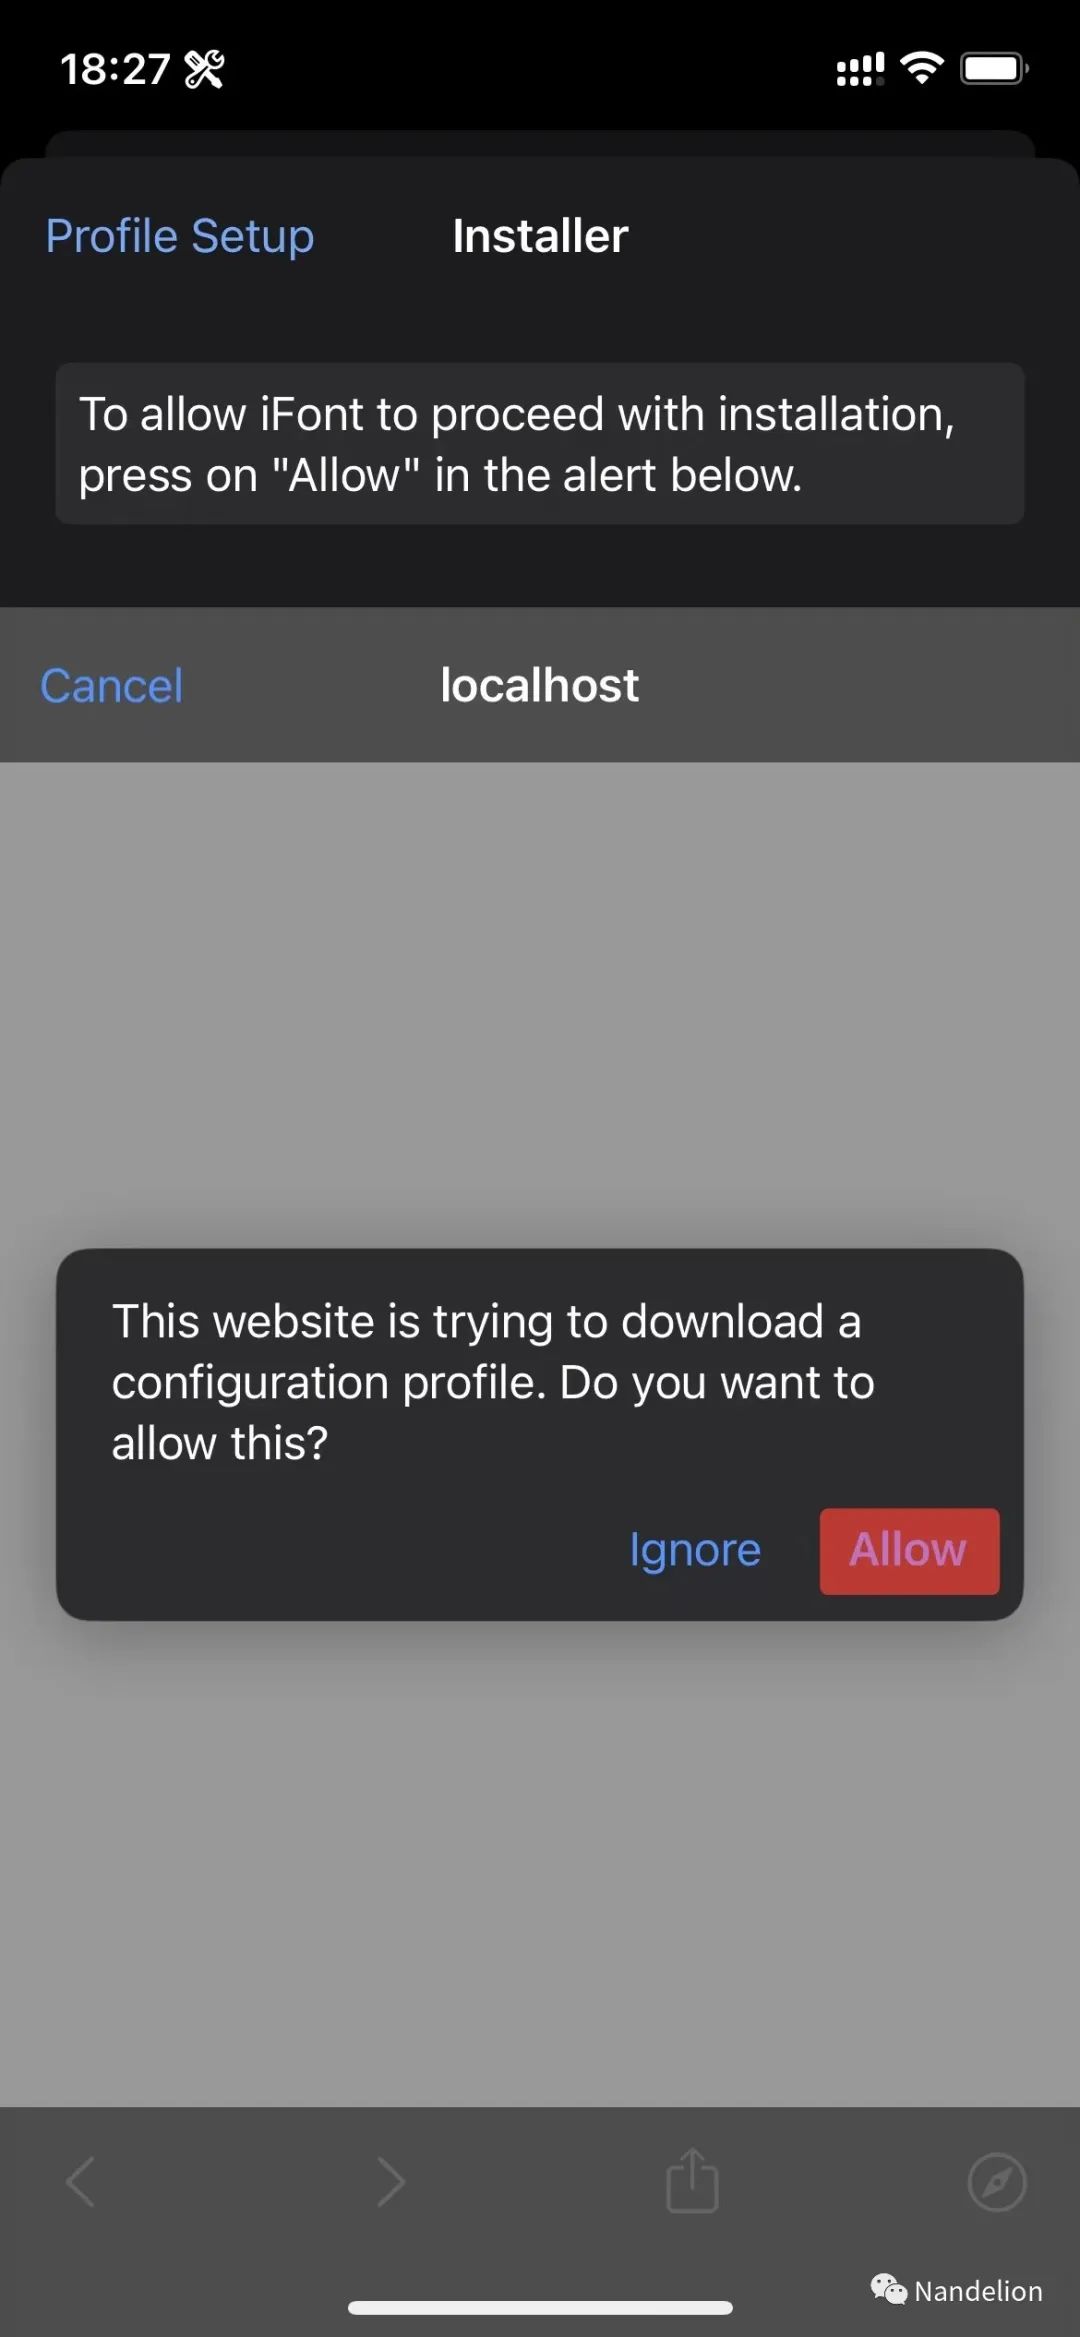 18:27
Profile Setup
Installer
To allow iFont to proceed with installation,
press on "Allow" in the alert below.
Cancel
localhost
This website is trying to download a
configuration profile. Do you want to
allow this?
Ignore
Allow
Nandelion